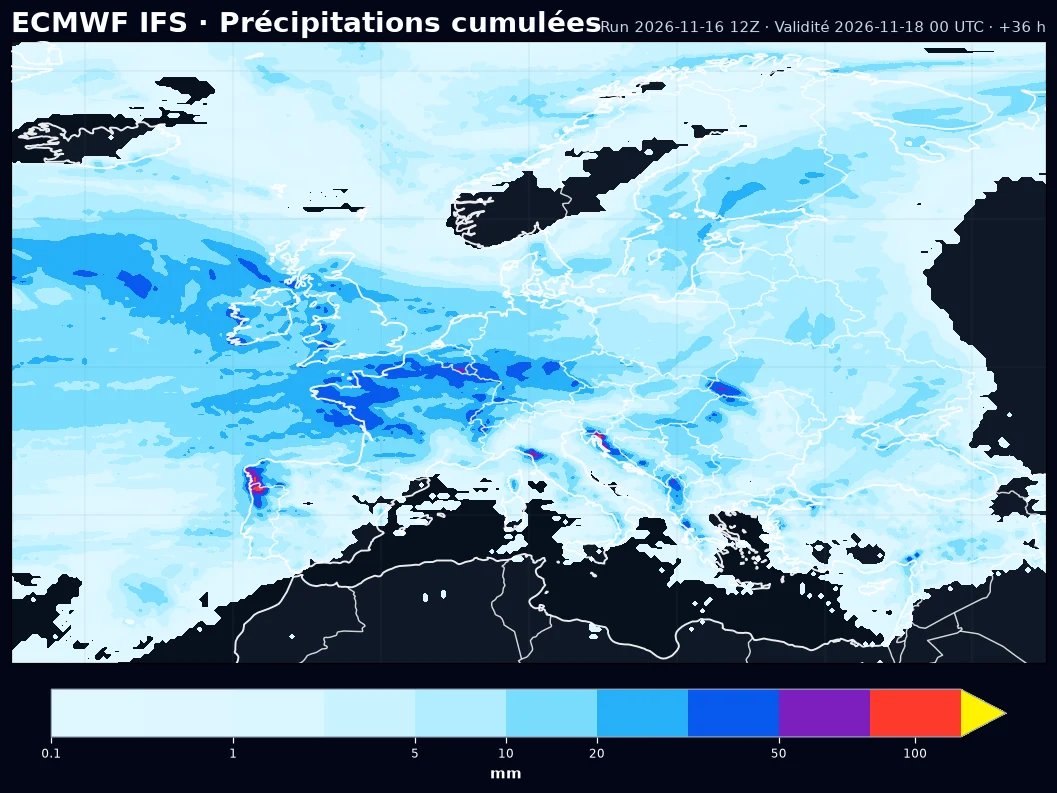 ECMWF IFS · Précipitations cumulées
Run 2026-11-16 12Z · Validité 2026-11-18 00 UTC · +36 h
0.1 1 5 10 20 50 100
mm